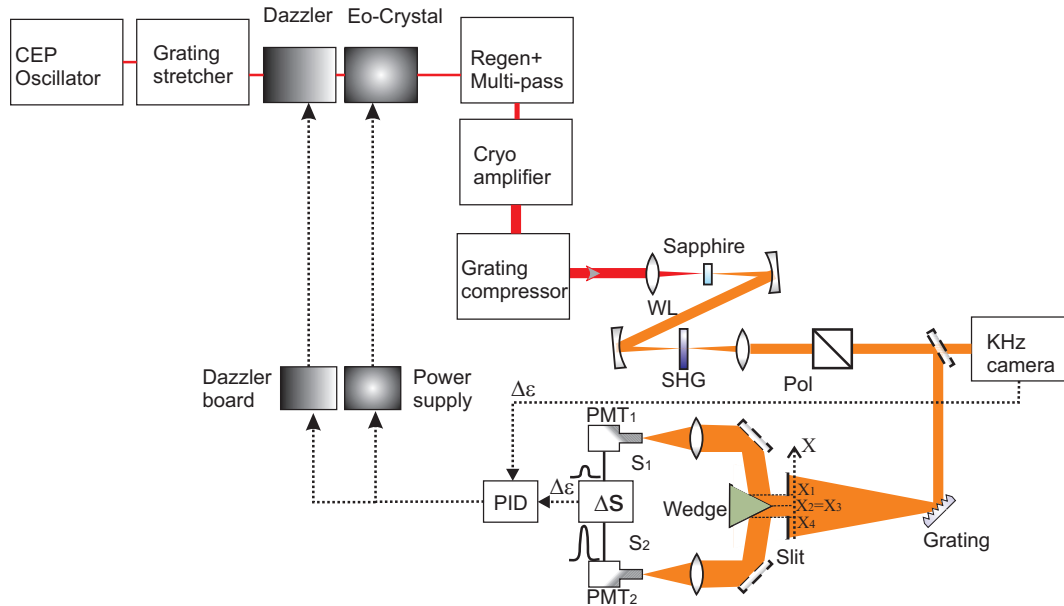 Dazzler
Eo-Crystal
CEP
Oscillator
Grating
stretcher
Regen+
Multi-pass
Cryo
amplifier
Grating
compressor
Sapphire
WL
SHG
Pol
KHz
camera
Dazzler
board
Power
supply
Δε
PMT1
S1
X
X1
X2=X3
X4
PID
Δε
ΔS
Wedge
Grating
S2
Slit
PMT2